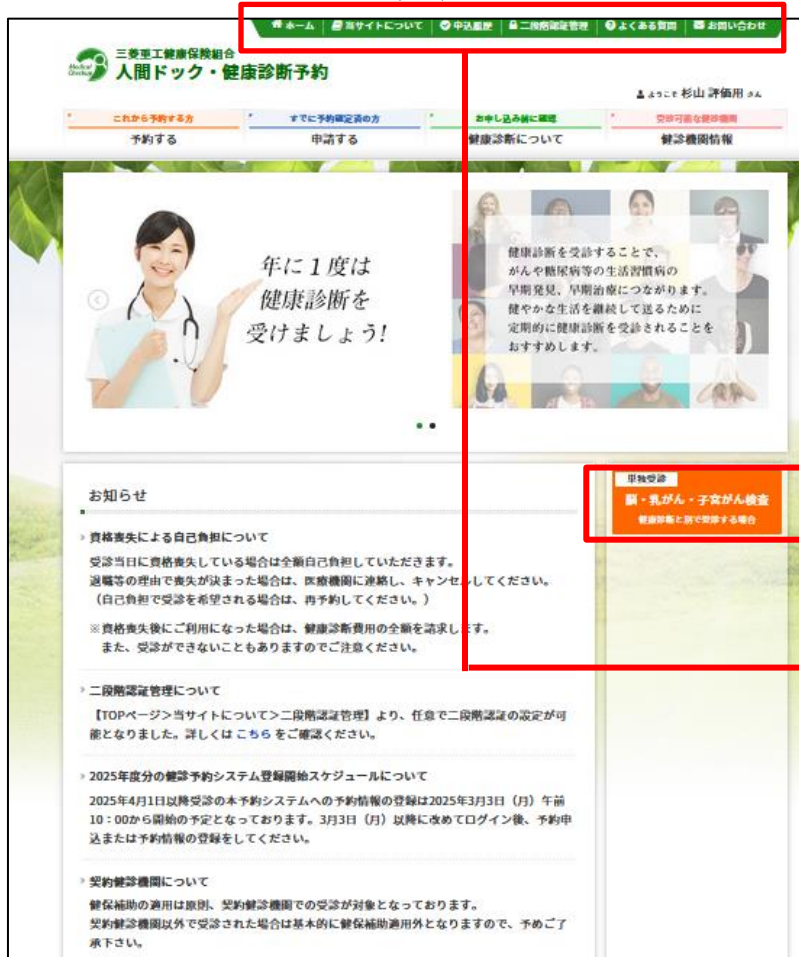 ホーム 当サイトについて 申込履歴 二段階認証管理 よくある質問 お問い合わせ
Medical Checkup
三菱重工健康保険組合
人間ドック・健康診断予約
ようこそ 杉山 評価用 さん
これから予約する方 すでに予約確定済の方 お申し込み前に確認 受診可能な健診機関
予約する 申請する 健康診断について 健診機関情報
年に1度は
健康診断を
受けましょう!
健康診断を受診することで、
がんや糖尿病等の生活習慣病の
早期発見、早期治療につながります。
健やかな生活を継続して送るために
定期的に健康診断を受診されることを
おすすめします。
単独受診
脳・乳がん・子宮がん検査
健康診断と別で受診する場合
お知らせ
資格喪失による自己負担について
受診当日に資格喪失している場合は全額自己負担していただきます。
退職等の理由で喪失が決まった場合は、医療機関に連絡し、キャンセルしてください。
（自己負担で受診を希望される場合は、再予約してください。）
※資格喪失後にご利用になった場合は、健康診断費用の全額を請求します。
また、受診ができないこともありますのでご注意ください。
二段階認証管理について
【TOPページ>当サイトについて>二段階認証管理】より、任意で二段階認証の設定が可
能となりました。詳しくは こちら をご確認ください。
2025年度分の健診予約システム登録開始スケジュールについて
2025年4月1日以降受診の本予約システムへの予約情報の登録は2025年3月3日（月）午前
10：00から開始の予定となっております。3月3日（月）以降に改めてログイン後、予約申
込または予約情報の登録をしてください。
契約健診機関について
健保補助の適用は原則、契約健診機関での受診が対象となっております。
契約健診機関以外で受診された場合は基本的に健保補助適用外となりますので、予めご了
承下さい。